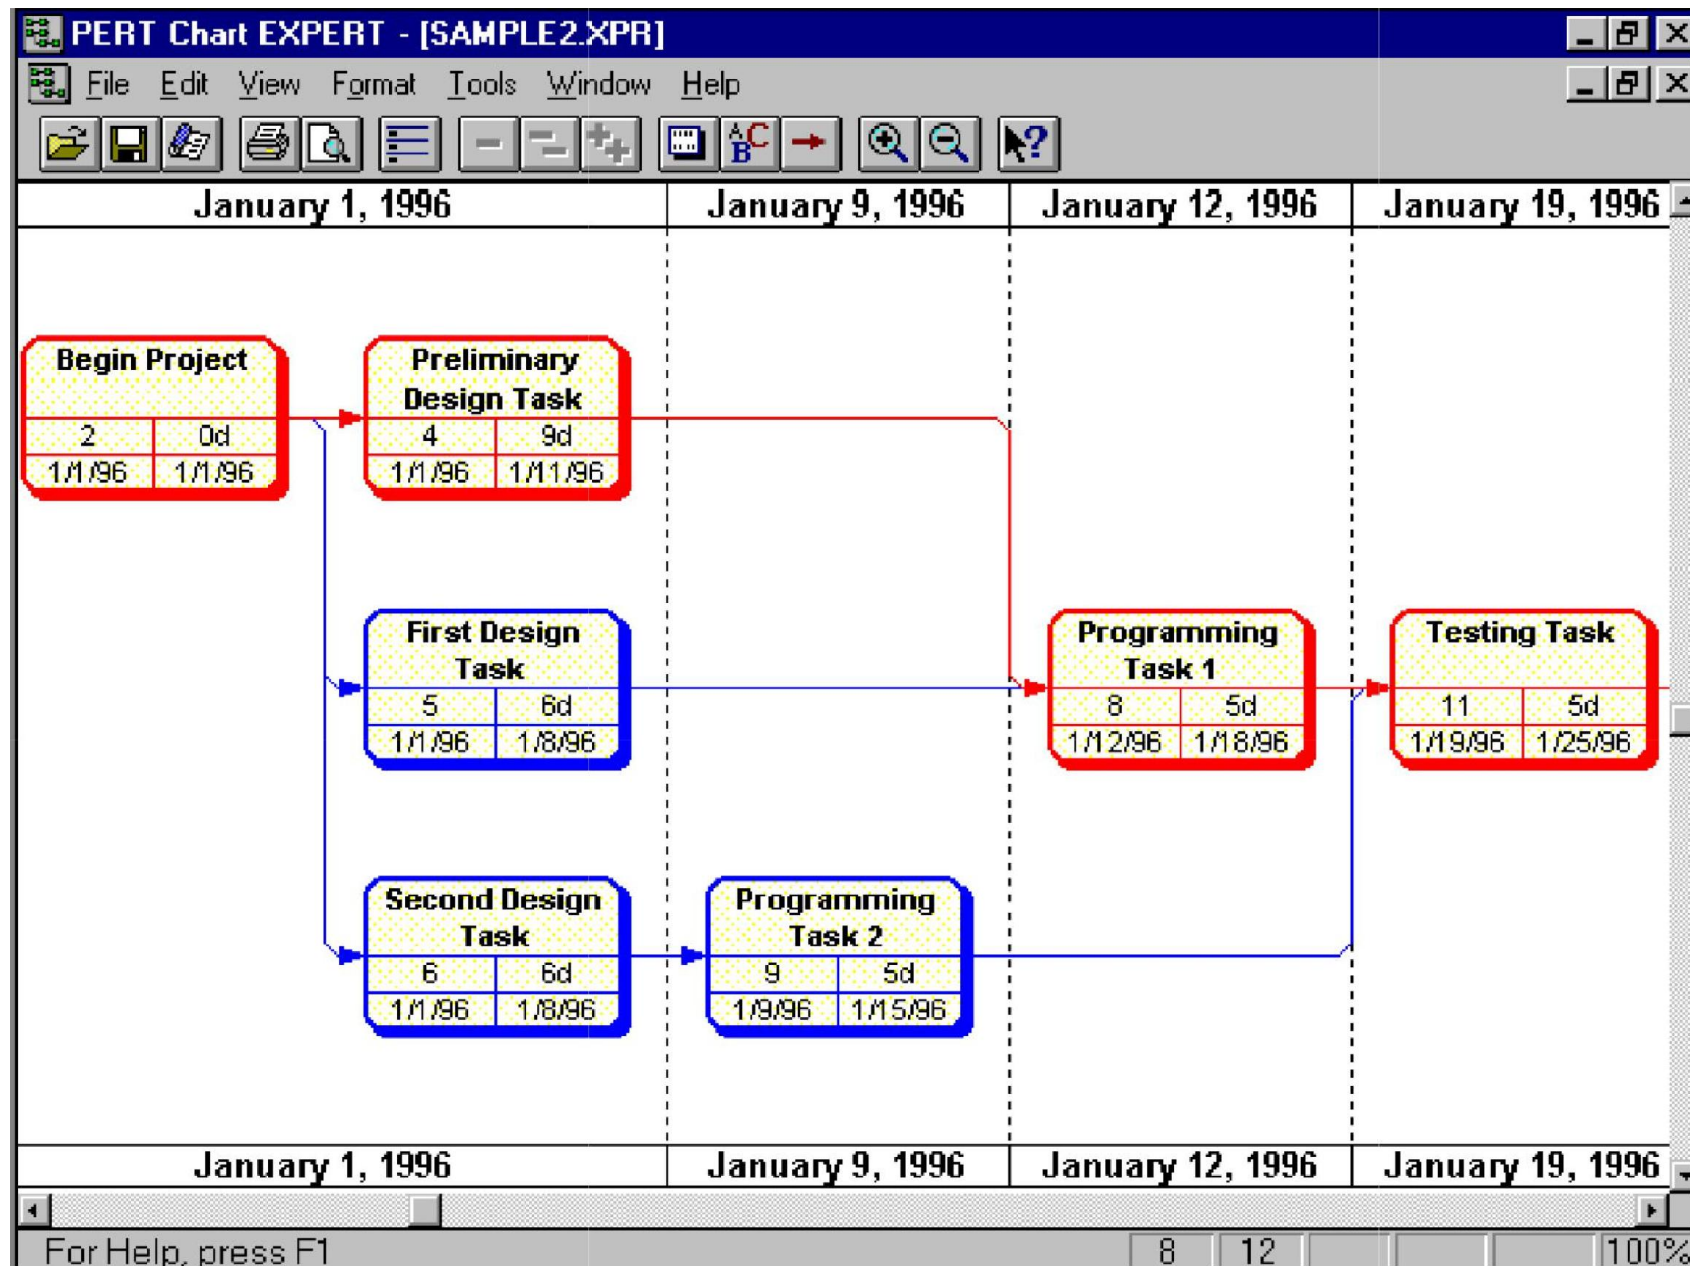 PERT Chart EXPERT - [SAMPLE2.XPR]
File Edit View Format Tools Window Help
January 1, 1996 January 9, 1996 January 12, 1996 January 19, 1996
Begin Project
2 0d
1/1/96 1/1/96
Preliminary
Design Task
4 9d
1/1/96 1/11/96
First Design
Task
5 6d
1/1/96 1/8/96
Programming
Task 1
8 5d
1/12/96 1/18/96
Testing Task
11 5d
1/19/96 1/25/96
Second Design
Task
6 6d
1/1/96 1/8/96
Programming
Task 2
9 5d
1/9/96 1/15/96
January 1, 1996 January 9, 1996 January 12, 1996 January 19, 1996
For Help, press F1 8 12 100%